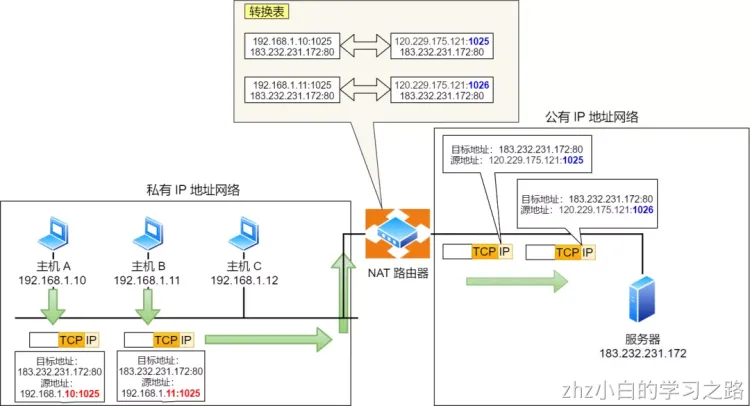 转换表
192.168.1.10:1025
183.232.231.172:80
120.229.175.121:1025
183.232.231.172:80
192.168.1.11:1025
183.232.231.172:80
120.229.175.121:1026
183.232.231.172:80
公有 IP 地址网络
目标地址：183.232.231.172:80
源地址：120.229.175.121:1025
目标地址：183.232.231.172:80
源地址：120.229.175.121:1026
私有 IP 地址网络
主机 A
192.168.1.10
主机 B
192.168.1.11
主机 C
192.168.1.12
NAT 路由器
TCP IP
TCP IP
服务器
183.232.231.172
TCP IP
TCP IP
目标地址：
183.232.231.172:80
源地址：
192.168.1.10:1025
目标地址：
183.232.231.172:80
源地址：
192.168.1.11:1025
zhz小白的学习之路